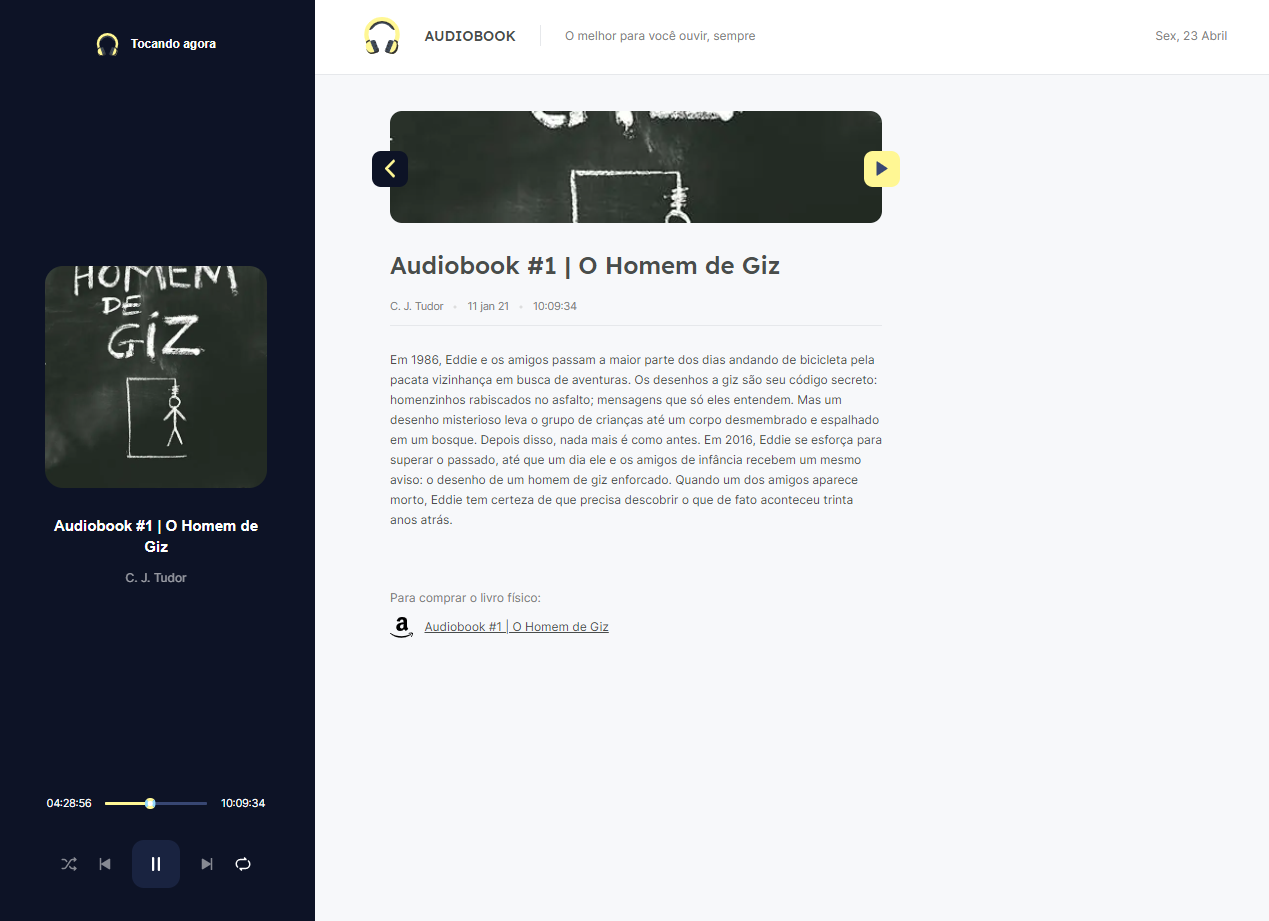 Tocando agora
HOMEM
DE
GIZ
Audiobook #1 | O Homem de
Giz
C. J. Tudor
04:28:56
10:09:34
AUDIOBOOK
O melhor para você ouvir, sempre
Sex, 23 Abril
Audiobook #1 | O Homem de Giz
C. J. Tudor
11 jan 21
10:09:34
Em 1986, Eddie e os amigos passam a maior parte dos dias andando de bicicleta pela
pacata vizinhança em busca de aventuras. Os desenhos a giz são seu código secreto:
homenzinhos rabiscados no asfalto; mensagens que só eles entendem. Mas um
desenho misterioso leva o grupo de crianças até um corpo desmembrado e espalhado
em um bosque. Depois disso, nada mais é como antes. Em 2016, Eddie se esforça para
superar o passado, até que um dia ele e os amigos de infância recebem um mesmo
aviso: o desenho de um homem de giz enforcado. Quando um dos amigos aparece
morto, Eddie tem certeza de que precisa descobrir o que de fato aconteceu trinta
anos atrás.
Para comprar o livro físico:
a
Audiobook #1 | O Homem de Giz